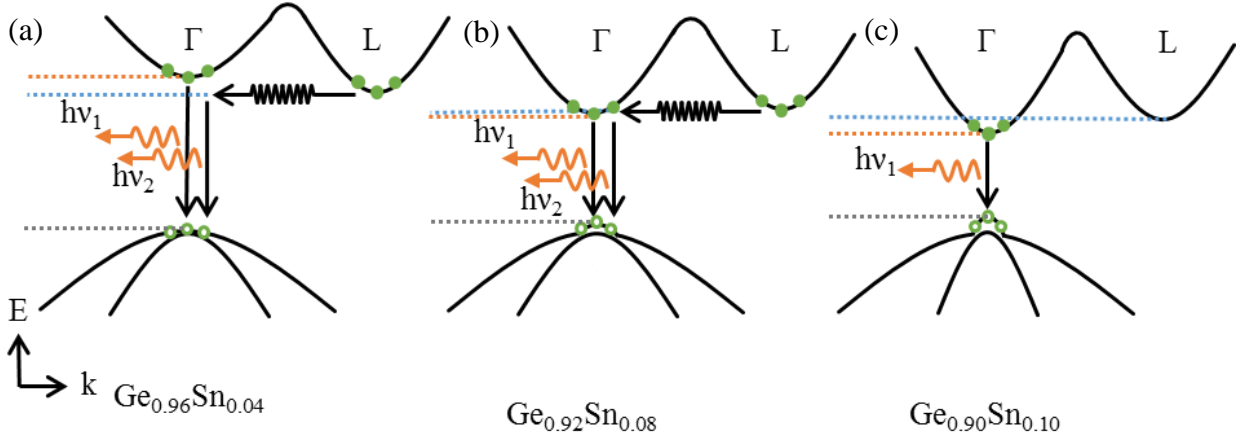 (a)
Γ
L
hν₁
hν₂
E
k
Ge₀.₉₆Sn₀.₀₄
(b)
Γ
L
hν₁
hν₂
Ge₀.₉₂Sn₀.₀₈
(c)
Γ
L
hν₁
Ge₀.₉₀Sn₀.₁₀